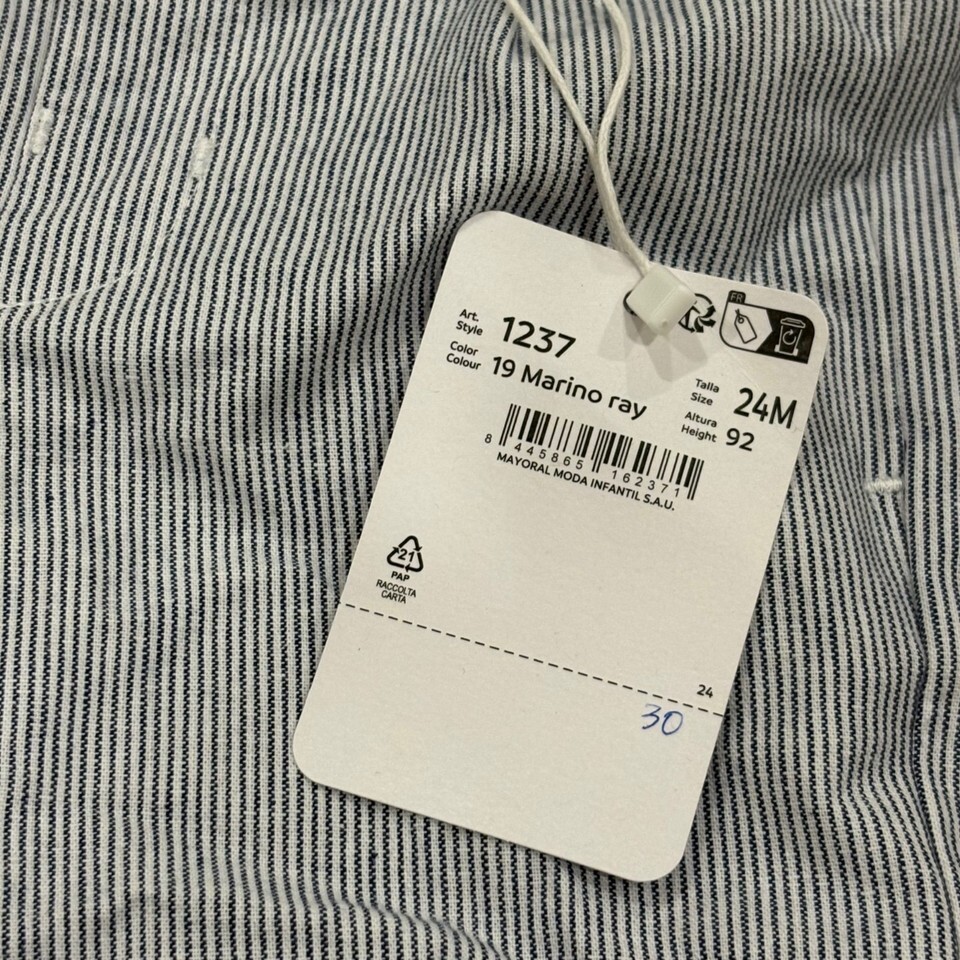 FR
Art.
Style
1237
Color
Colour
19 Marino ray
Talla
Size
24M
Altura
Height
92
8 445865 162371
MAYORAL MODA INFANTIL S.A.U.
21
PAP
RACCOLTA
CARTA
24
30